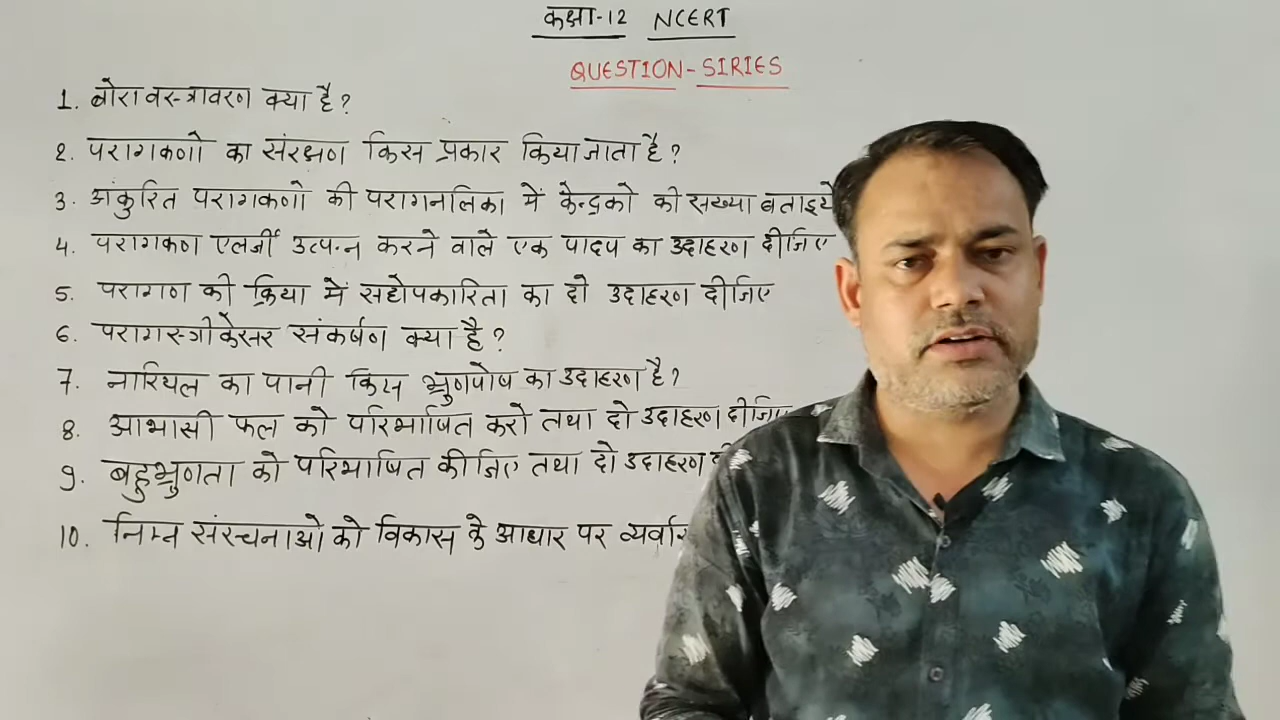 कक्षा-12 NCERT
QUESTION-SIRIES
1. बोरावस्त्रावरण क्या है?
2. परागकणो का संरक्षण किस प्रकार किया जाता है?
3. अंकुरित परागकणो की परागनलिका में केन्द्रको की सख्या बताइये
4. परागकण एलर्जी उत्पन्न करने वाले एक पादप का उदाहरण दीजिए
5. परागण की क्रिया में सहोपकारिता का दो उदाहरण दीजिए
6. परागस्त्रीकेसर संकर्षण क्या है?
7. नारियल का पानी किस भ्रुणपोष का उदाहरण है?
8. आभासी फल को परिभाषित करो तथा दो उदाहरण दीजिए
9. बहुभ्रुणता को परिभाषित कीजिए तथा दो उदाहरण
10. निम्न संरचनाओ को विकास के आधार पर